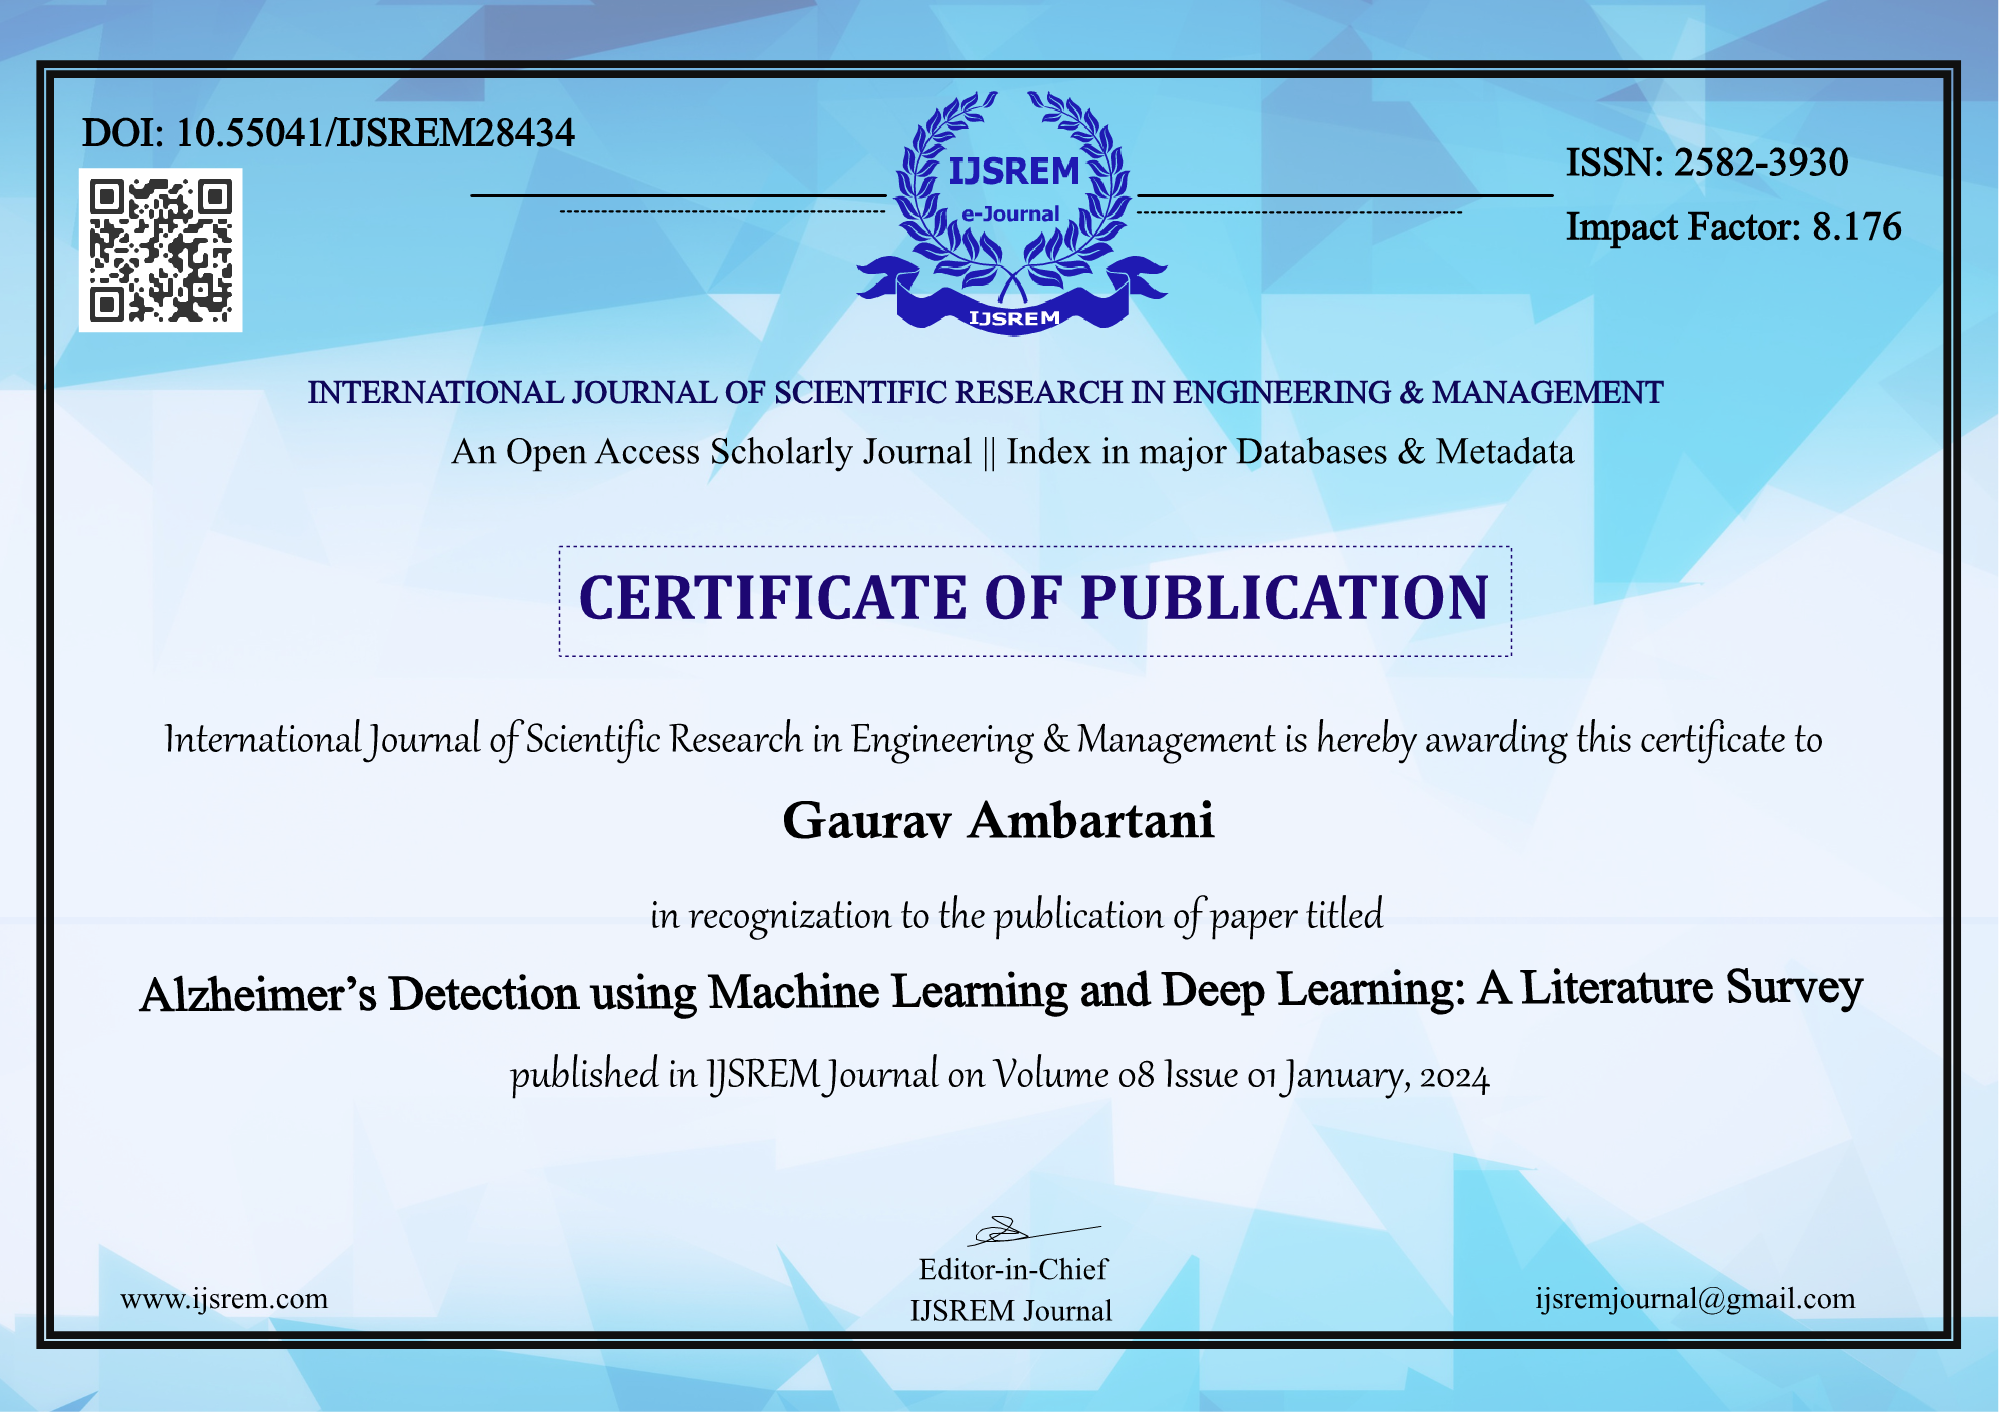 DOI: 10.55041/IJSREM28434
IJSREM
e-Journal
IJSREM
ISSN: 2582-3930
Impact Factor: 8.176
INTERNATIONAL JOURNAL OF SCIENTIFIC RESEARCH IN ENGINEERING & MANAGEMENT
An Open Access Scholarly Journal || Index in major Databases & Metadata
CERTIFICATE OF PUBLICATION
International Journal of Scientific Research in Engineering & Management is hereby awarding this certificate to
Gaurav Ambartani
in recognization to the publication of paper titled
Alzheimer’s Detection using Machine Learning and Deep Learning: A Literature Survey
published in IJSREM Journal on Volume 08 Issue 01 January, 2024
Editor-in-Chief
IJSREM Journal
www.ijsrem.com
ijsremjournal@gmail.com